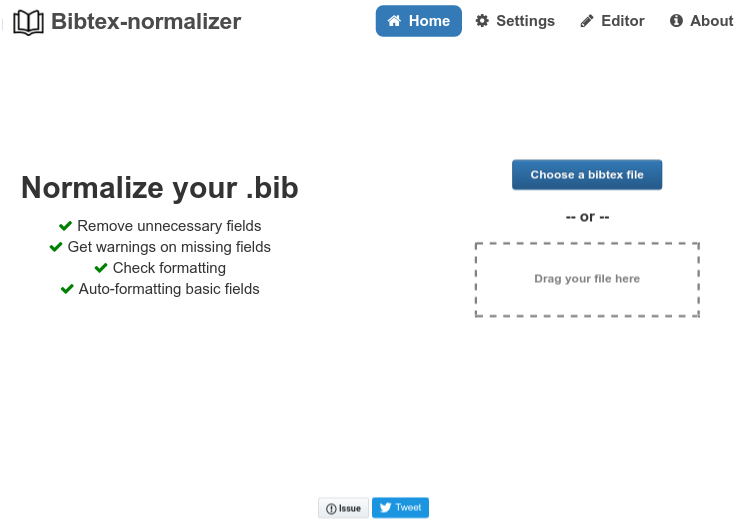 Bibtex-normalizer
Home
Settings
Editor
About
Normalize your .bib
Remove unnecessary fields
Get warnings on missing fields
Check formatting
Auto-formatting basic fields
Choose a bibtex file
-- or --
Drag your file here
Issue
Tweet